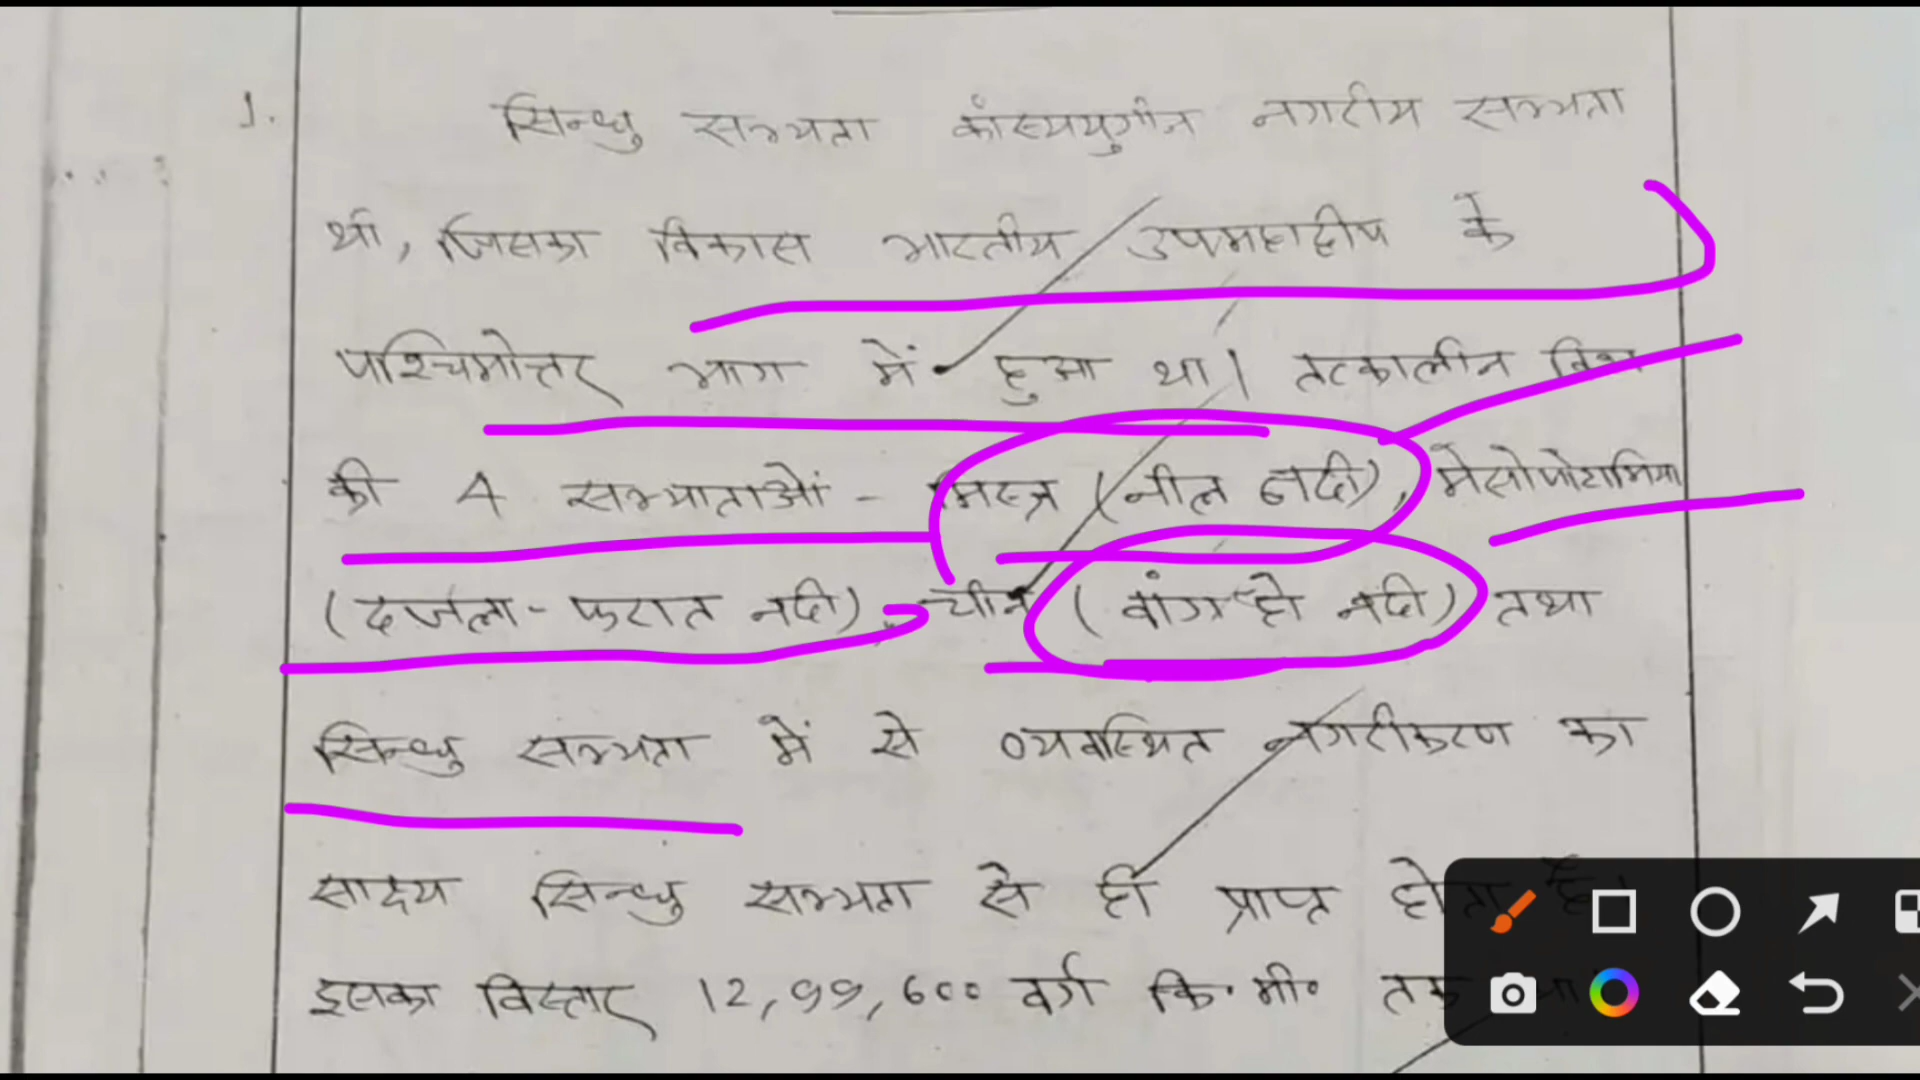 1. सिन्धु सभ्यता कांस्ययुगीन नगरीय सभ्यता
थी, जिसका विकास भारतीय उपमहाद्वीप के
पश्चिमोत्तर भाग में हुआ था। तत्कालीन विश्व
की 4 सभ्याताओं - मिस्त्र (नील नदी), मेसोपोटामिया
(दजला - फरात नदी), चीन (वांग हो नदी) तथा
सिन्धु सभ्यता में से व्यवस्थित नगरीकरण का
साक्ष्य सिन्धु सभ्यता से ही प्राप्त होता है।
इसका विस्तार 12,99,600 वर्ग कि.मी. तक